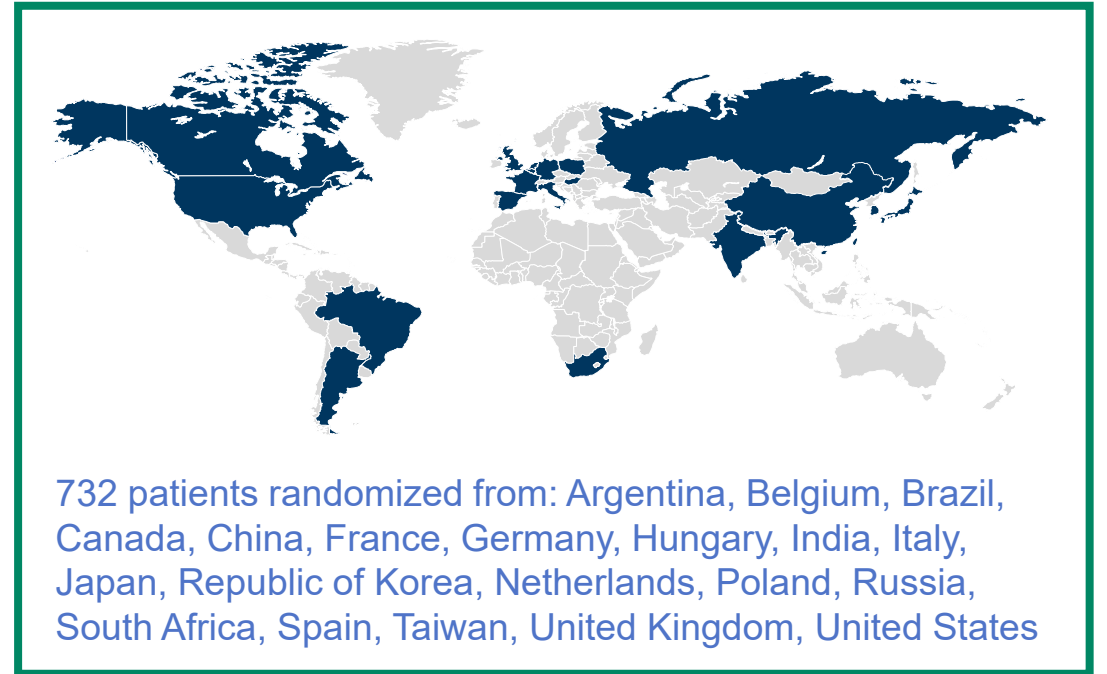 732 patients randomized from: Argentina, Belgium, Brazil,
Canada, China, France, Germany, Hungary, India, Italy,
Japan, Republic of Korea, Netherlands, Poland, Russia,
South Africa, Spain, Taiwan, United Kingdom, United States